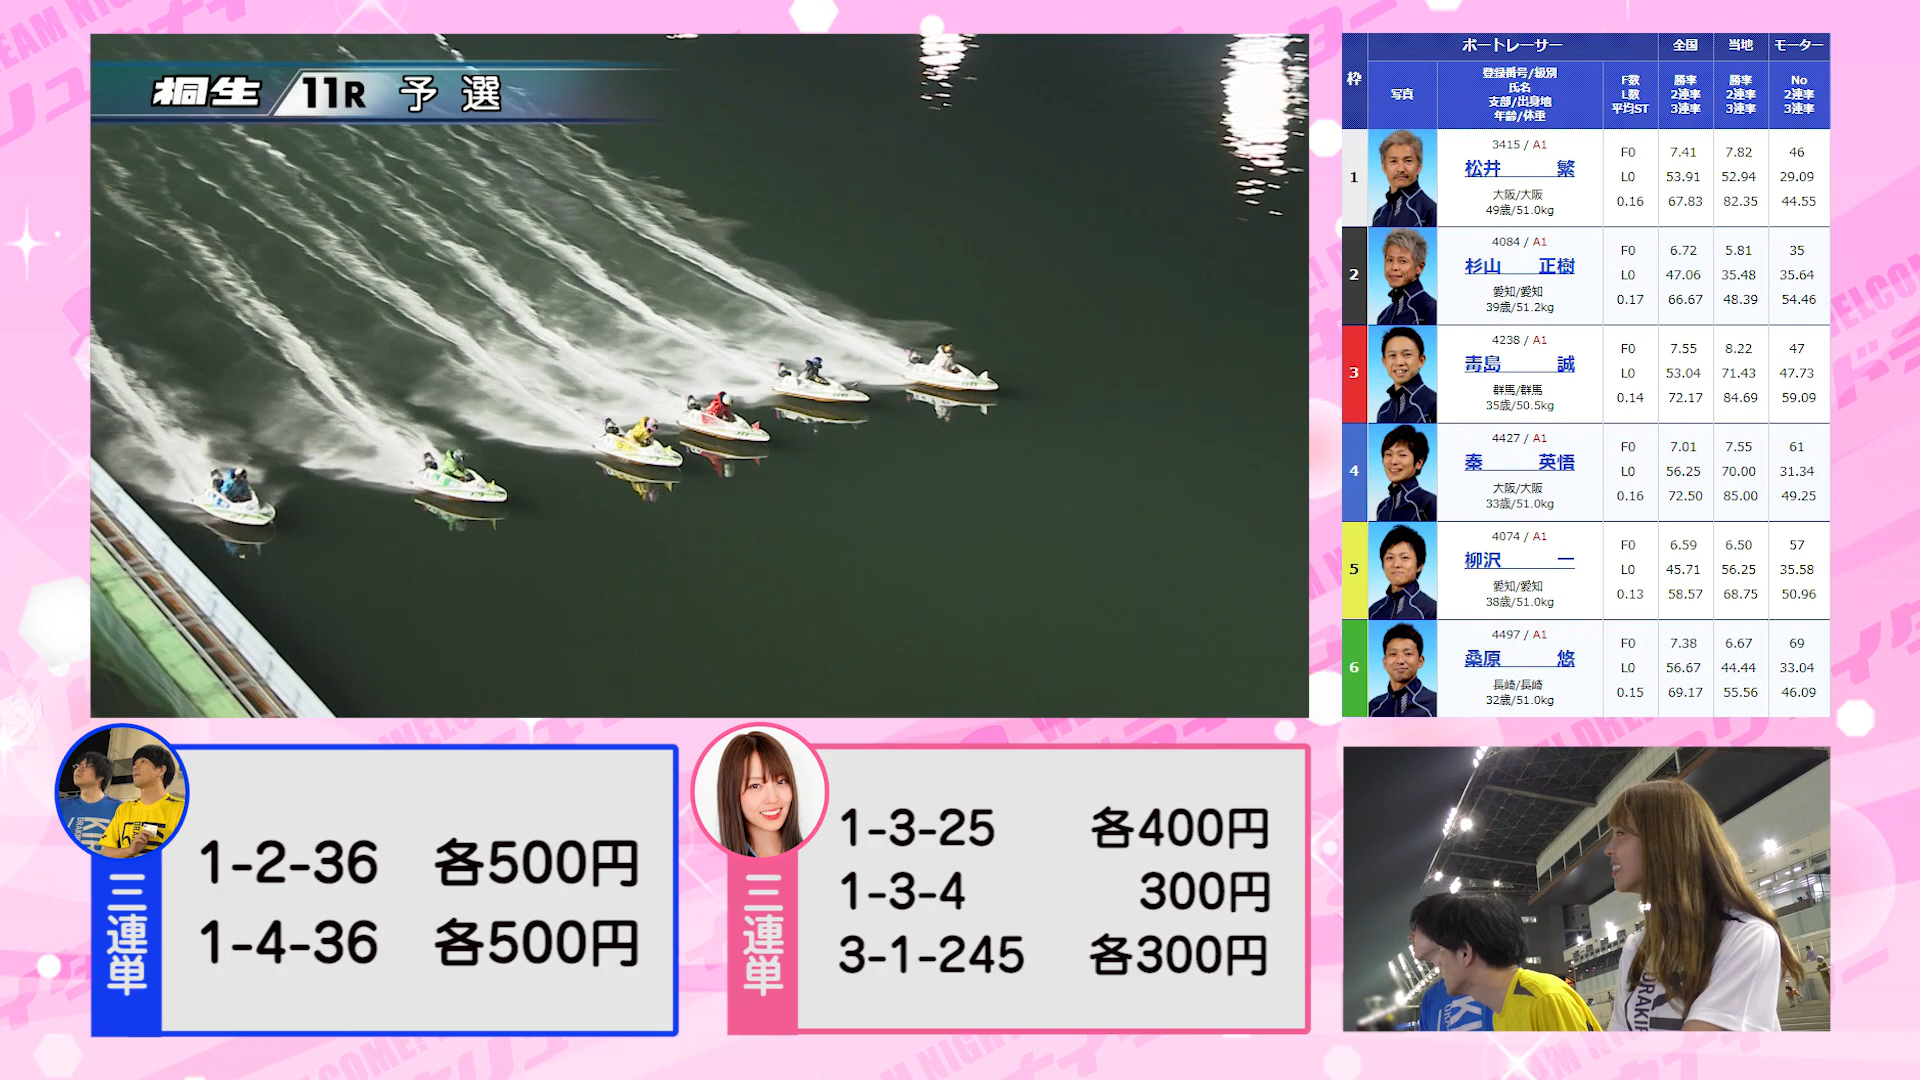 桐生 11R 予選
ボートレーサー 全国 当地 モーター
枠 写真 登録番号/級別 氏名 支部/出身地 年齢/体重 F数 L数 平均ST 勝率 2連率 3連率 勝率 2連率 3連率 No 2連率 3連率
1
3415 / A1
松井 繁
大阪/大阪
49歳/51.0kg
F0 7.41 7.82 46
L0 53.91 52.94 29.09
0.16 67.83 82.35 44.55
2
4084 / A1
杉山 正樹
愛知/愛知
39歳/51.2kg
F0 6.72 5.81 35
L0 47.06 35.48 35.64
0.17 66.67 48.39 54.46
3
4238 / A1
毒島 誠
群馬/群馬
35歳/50.5kg
F0 7.55 8.22 47
L0 53.04 71.43 47.73
0.14 72.17 84.69 59.09
4
4427 / A1
秦 英悟
大阪/大阪
33歳/51.0kg
F0 7.01 7.55 61
L0 56.25 70.00 31.34
0.16 72.50 85.00 49.25
5
4074 / A1
柳沢 一
愛知/愛知
38歳/51.0kg
F0 6.59 6.50 57
L0 45.71 56.25 35.58
0.13 58.57 68.75 50.96
6
4497 / A1
桑原 悠
長崎/長崎
32歳/51.0kg
F0 7.38 6.67 69
L0 56.67 44.44 33.04
0.15 69.17 55.56 46.09
三連単
1-2-36 各500円
1-4-36 各500円
三連単
1-3-25 各400円
1-3-4 300円
3-1-245 各300円